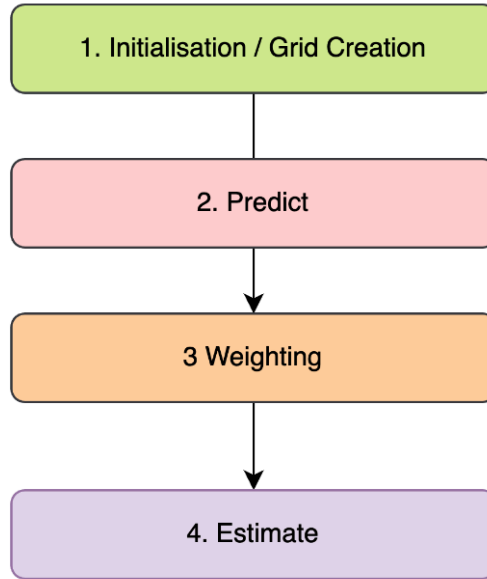 1. Initialisation / Grid Creation
2. Predict
3 Weighting
4. Estimate